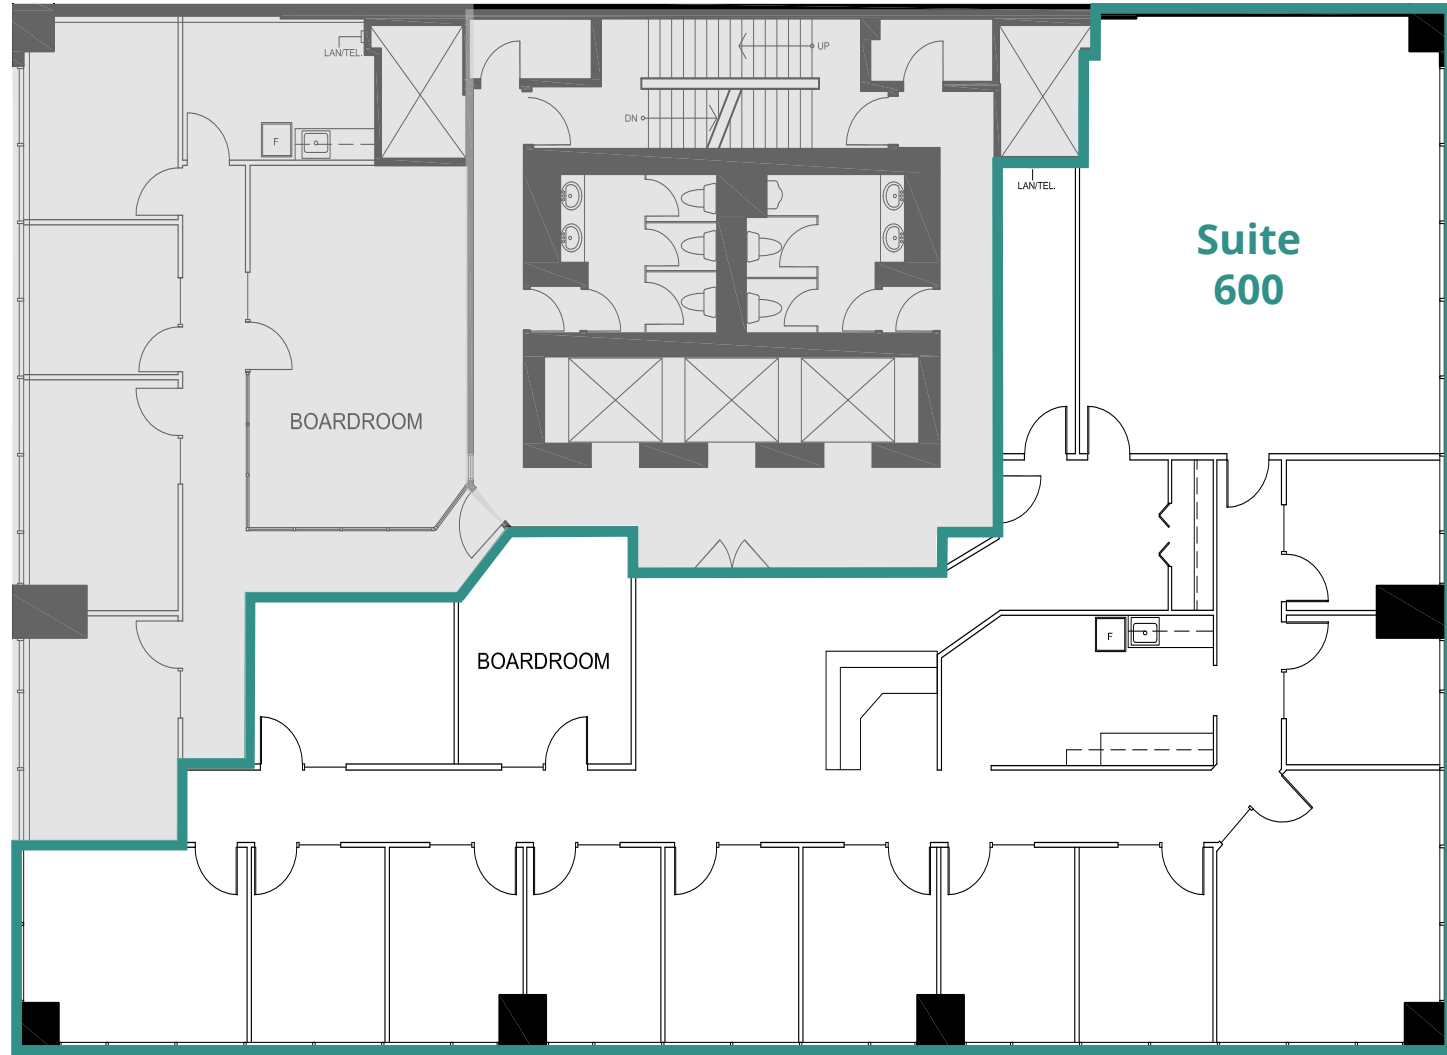 LAN/TEL.
UP
DN
F
LAN/TEL.
Suite
600
BOARDROOM
F
BOARDROOM